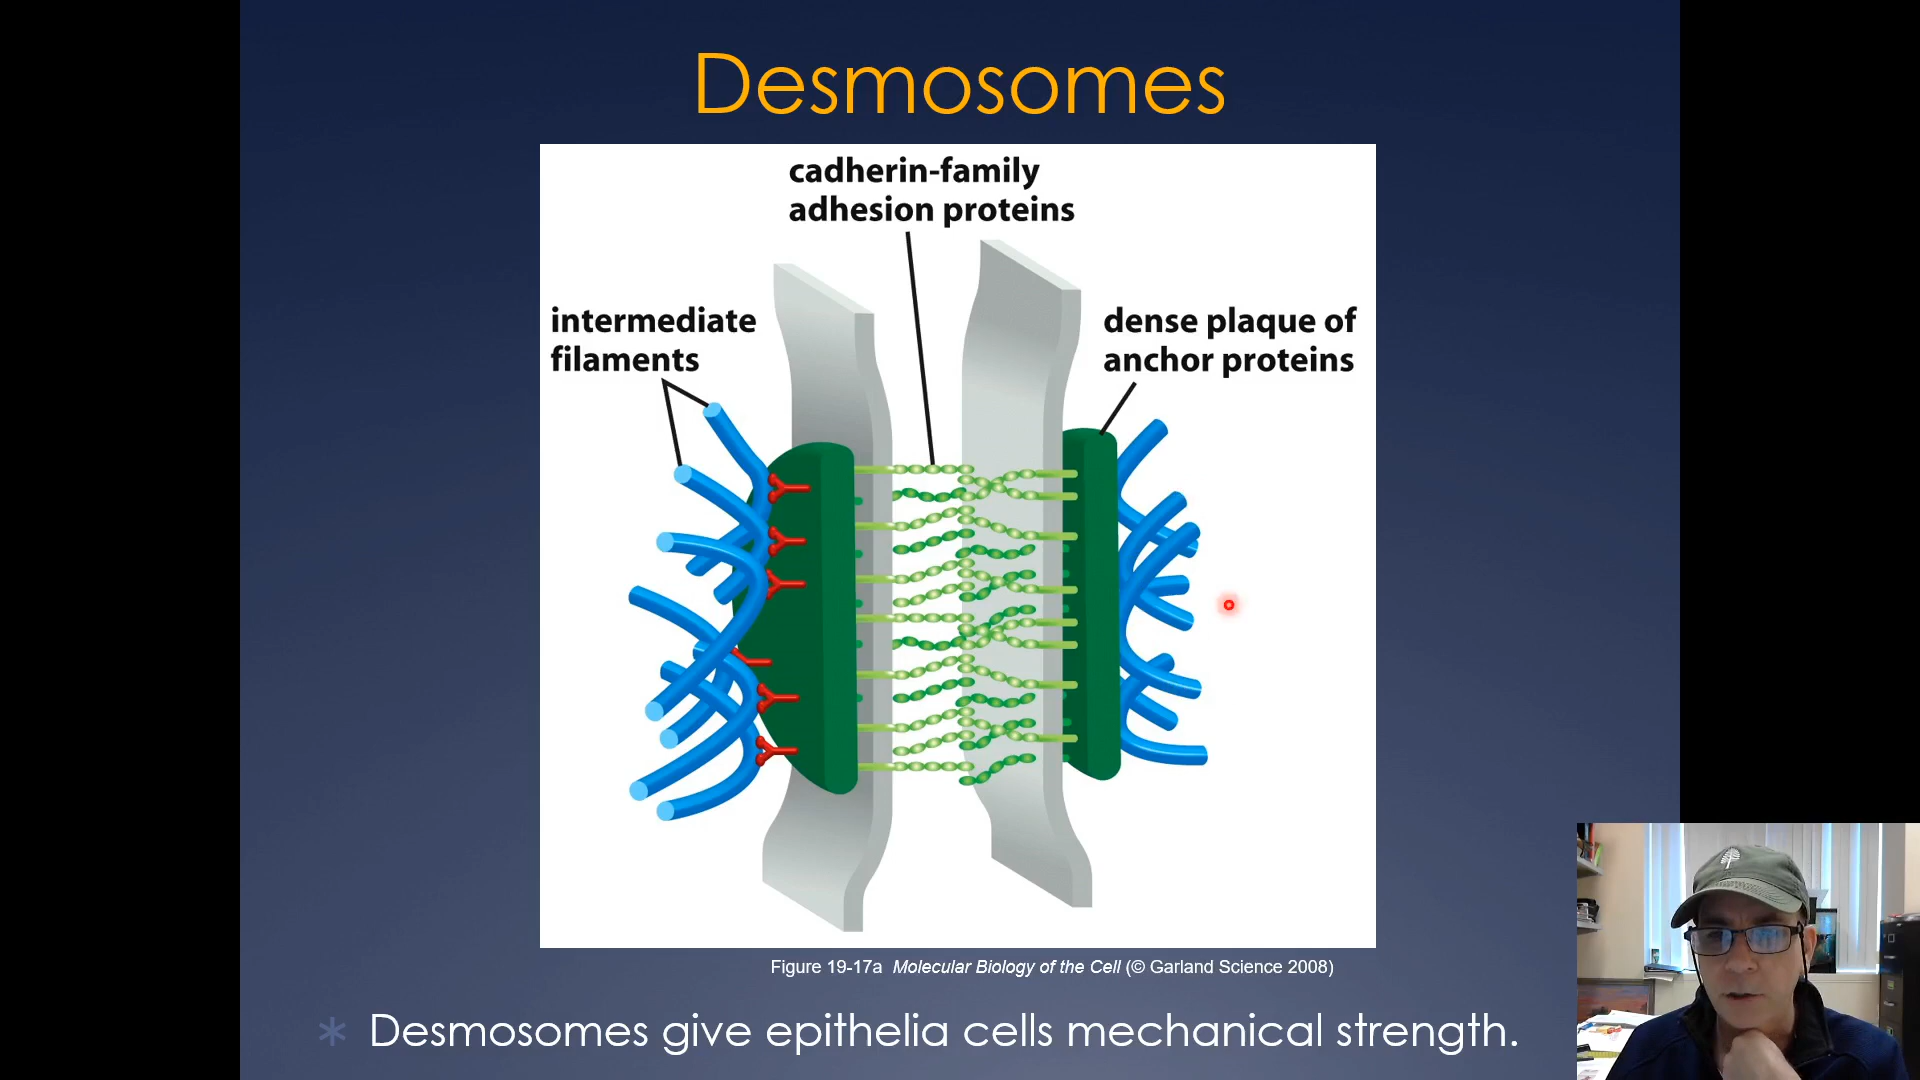 Desmosomes
cadherin-family
adhesion proteins
intermediate
filaments
dense plaque of
anchor proteins
Figure 19-17a Molecular Biology of the Cell (© Garland Science 2008)
* Desmosomes give epithelia cells mechanical strength.